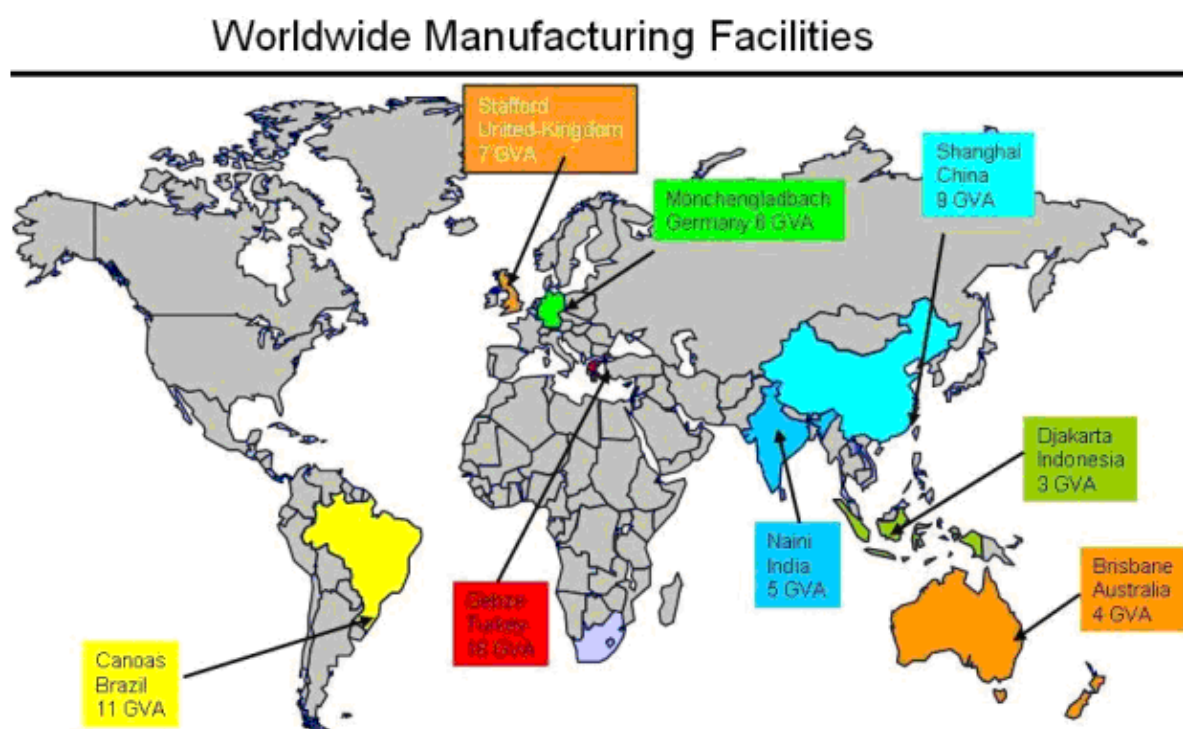 Worldwide Manufacturing Facilities
Stafford
United-Kingdom
7 GVA
Mönchengladbach
Germany 6 GVA
Shanghai
China
9 GVA
Djakarta
Indonesia
3 GVA
Naini
India
5 GVA
Brisbane
Australia
4 GVA
Gebze
Turkey
GVA
Canoas
Brazil
11 GVA